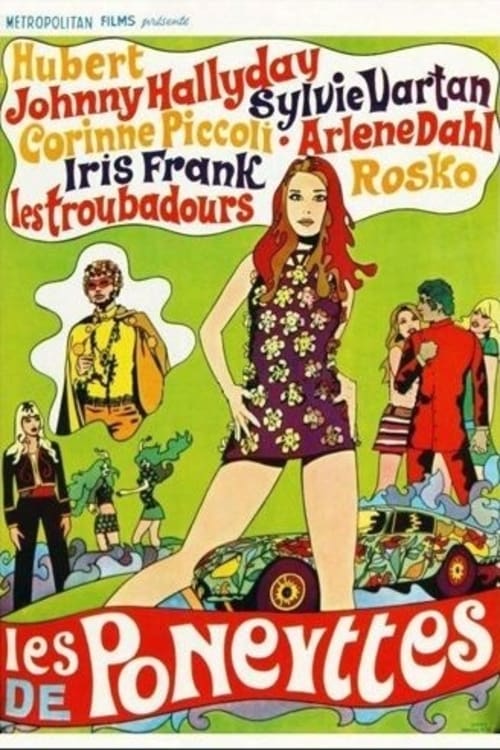 METROPOLITAN FILMS présente
Hubert
Johnny Hallyday
Sylvie Vartan
Corinne Piccoli · Arlene Dahl
Iris Frank Rosko
les troubadours
les Poneyttes
DE